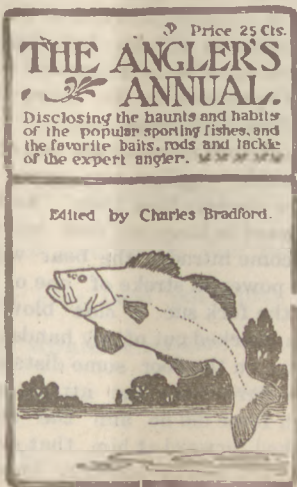 Price 25 Cts.
THE ANGLER'S
ANNUAL.
Disclosing the haunts and habits
of the popular sporting fishes, and
the favorite baits, rods and tackle
of the expert angler.
Edited by Charles Bradford.